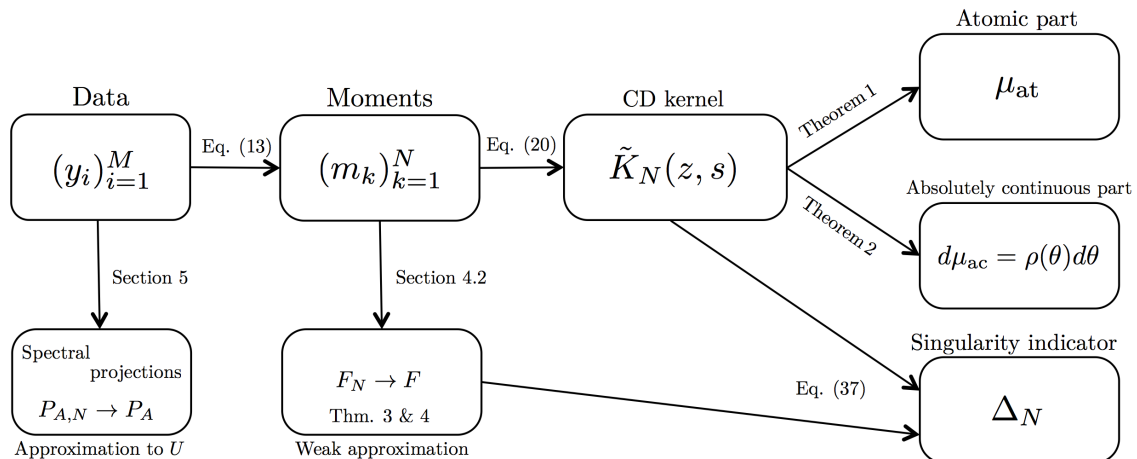 Data
(y_i)_{i=1}^{M}
Eq. (13)
Moments
(m_k)_{k=1}^{N}
Eq. (20)
CD kernel
K̃_N(z, s)
Theorem 1
Atomic part
μ_at
Theorem 2
Absolutely continuous part
dμ_ac = ρ(θ)dθ
Section 5
Section 4.2
Spectral
projections
P_{A,N} → P_A
Approximation to U
F_N → F
Thm. 3 & 4
Weak approximation
Eq. (37)
Singularity indicator
Δ_N